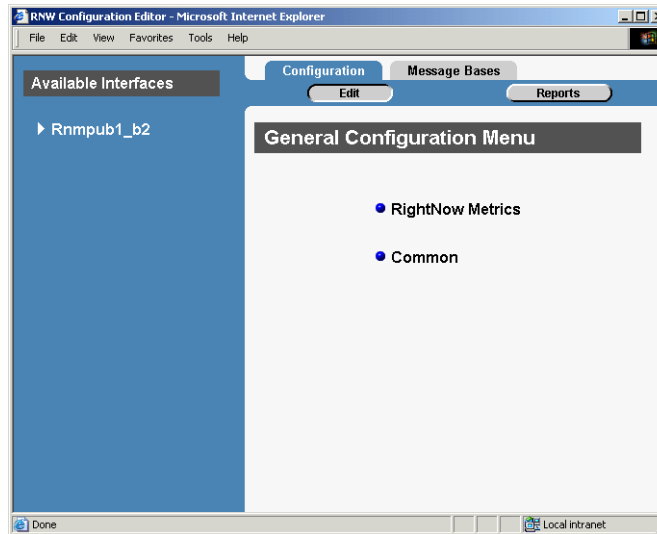 RNW Configuration Editor - Microsoft Internet Explorer
File Edit View Favorites Tools Help
Available Interfaces
Rnmpub1_b2
Configuration Message Bases
Edit Reports
General Configuration Menu
RightNow Metrics
Common
Done Local intranet